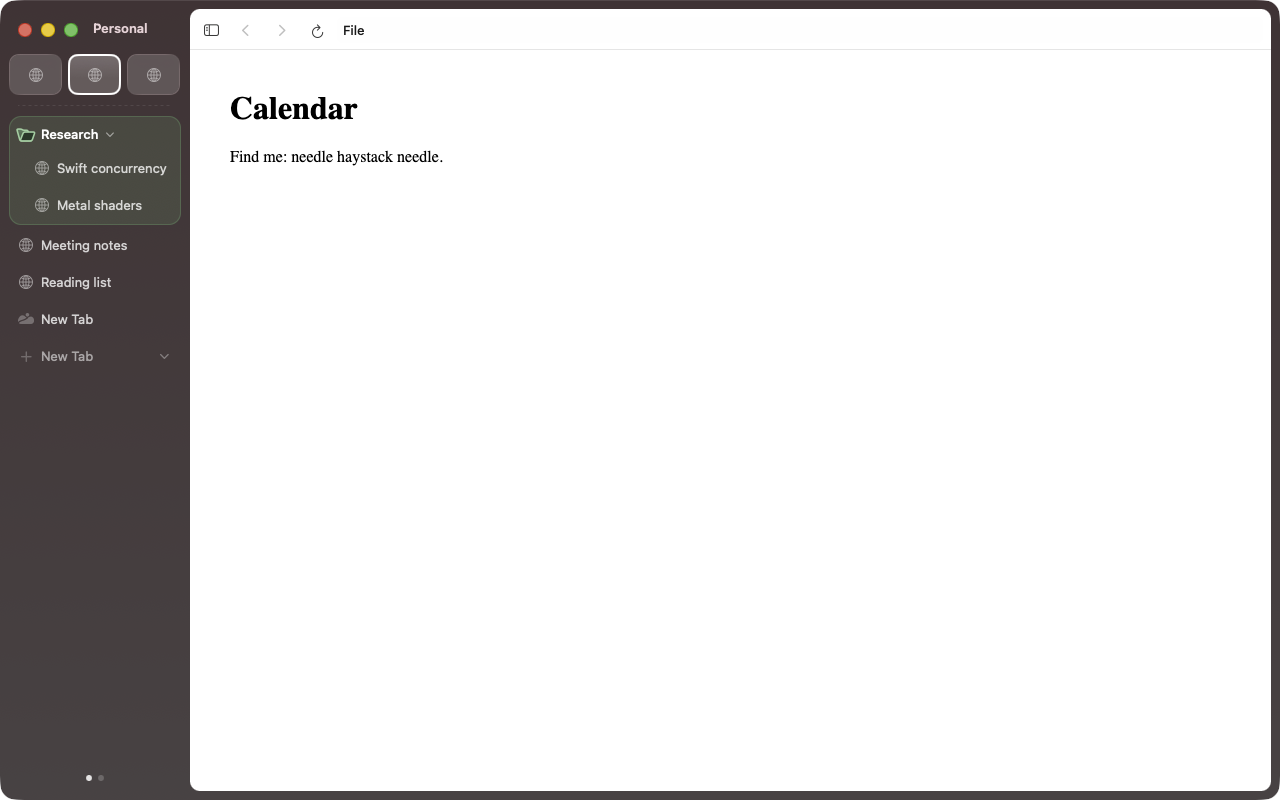 Personal
File
Research
Swift concurrency
Metal shaders
Meeting notes
Reading list
New Tab
New Tab
Calendar
Find me: needle haystack needle.